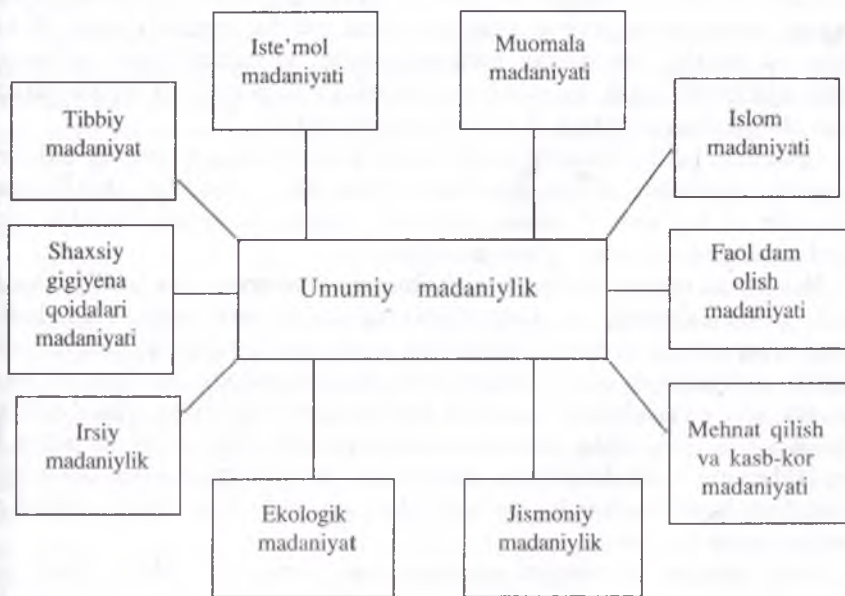 Iste’mol
madaniyati
Muomala
madaniyati
Tibbiy
madaniyat
Islom
madaniyati
Shaxsiy
gigiyena
qoidalari
madaniyati
Umumiy madaniylik
Faol dam
olish
madaniyati
Irsiy
madaniylik
Mehnat qilish
va kasb-kor
madaniyati
Ekologik
madaniyat
Jismoniy
madaniylik